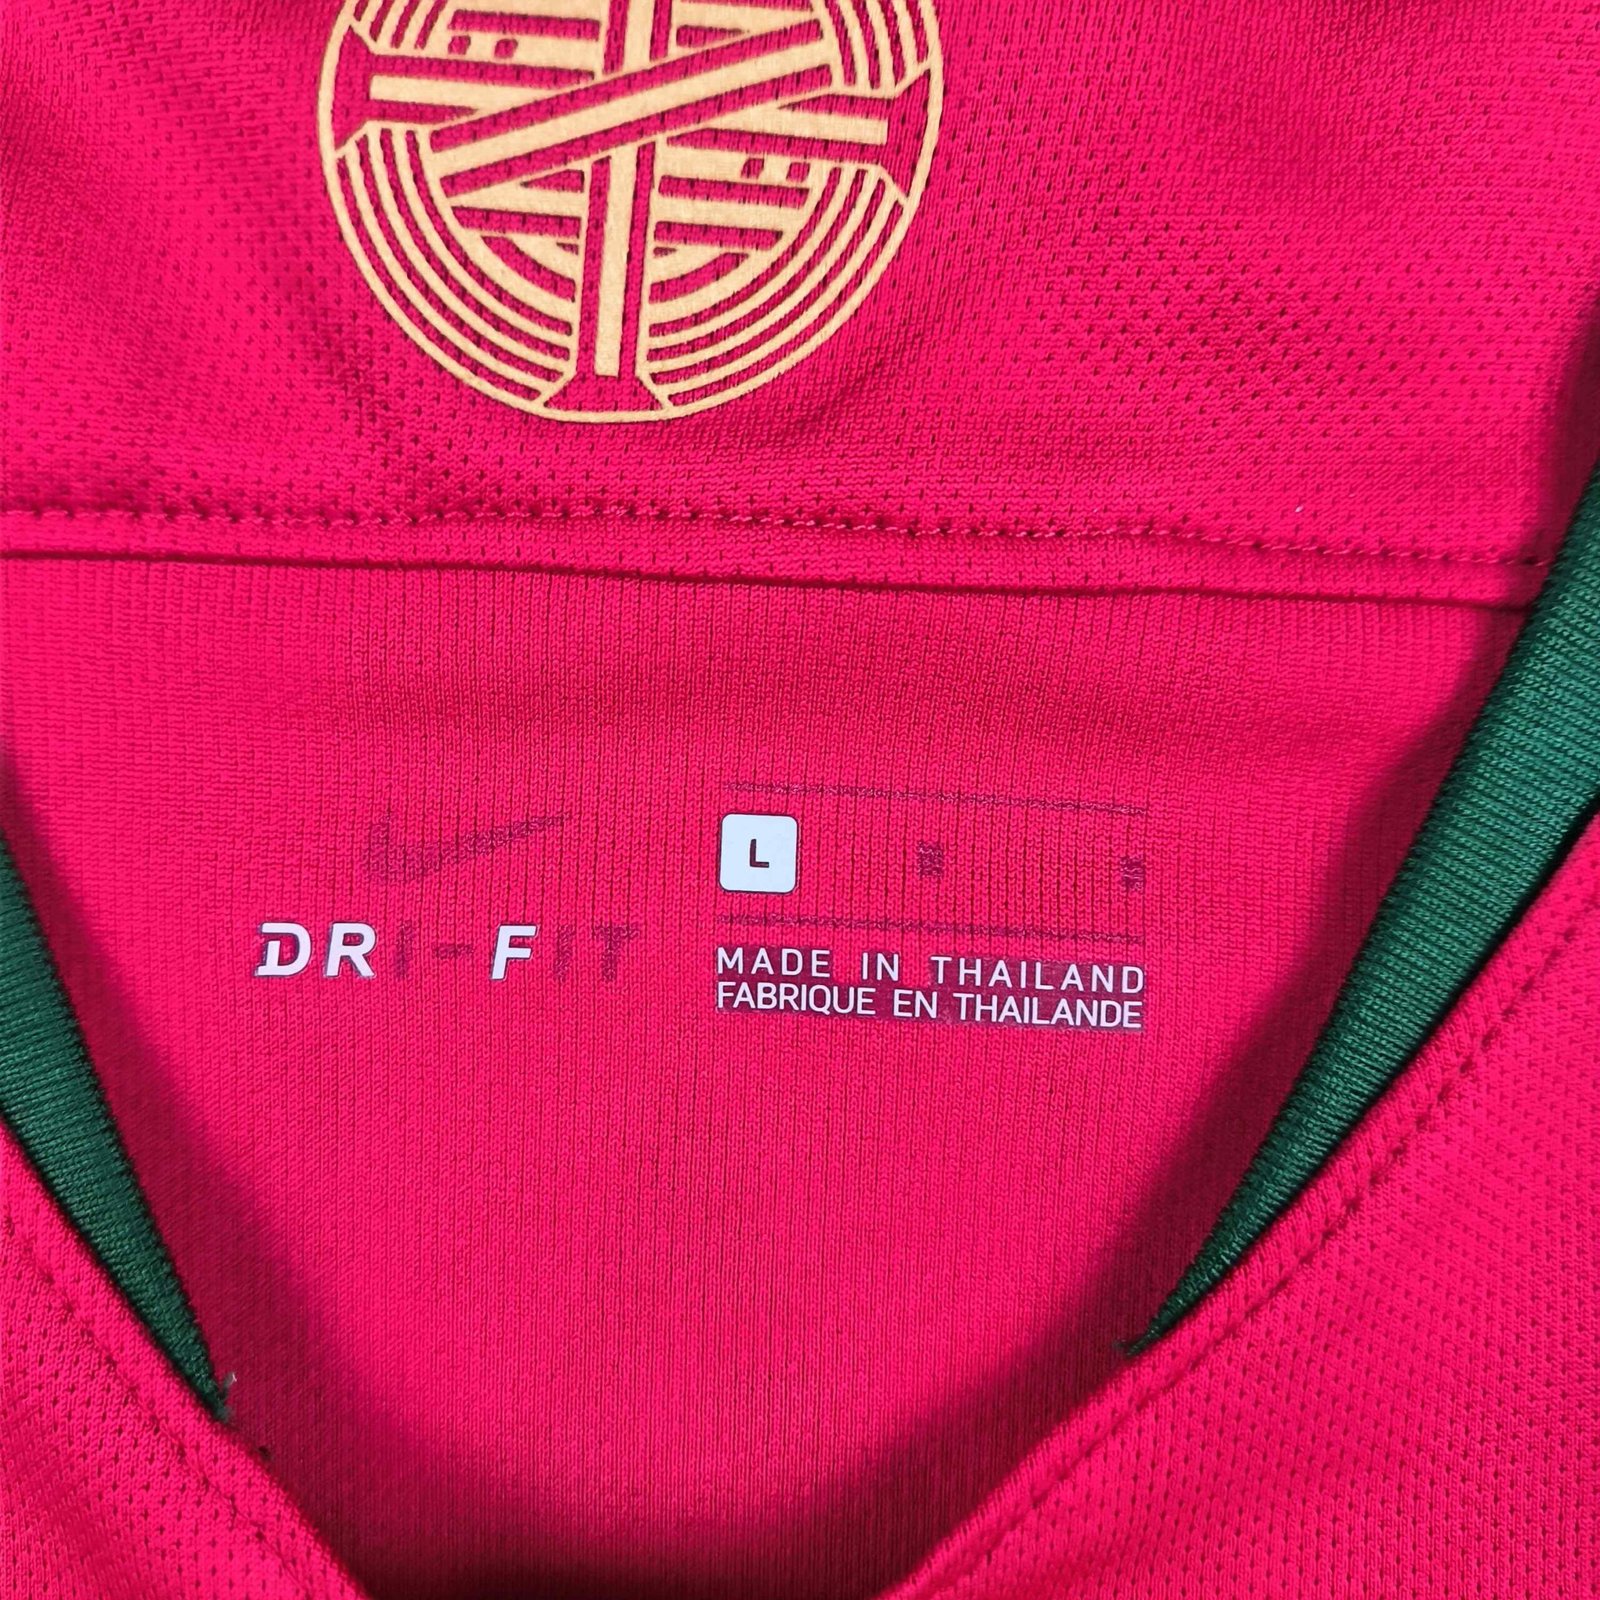 L
DRI-FIT
MADE IN THAILAND
FABRIQUE EN THAILANDE